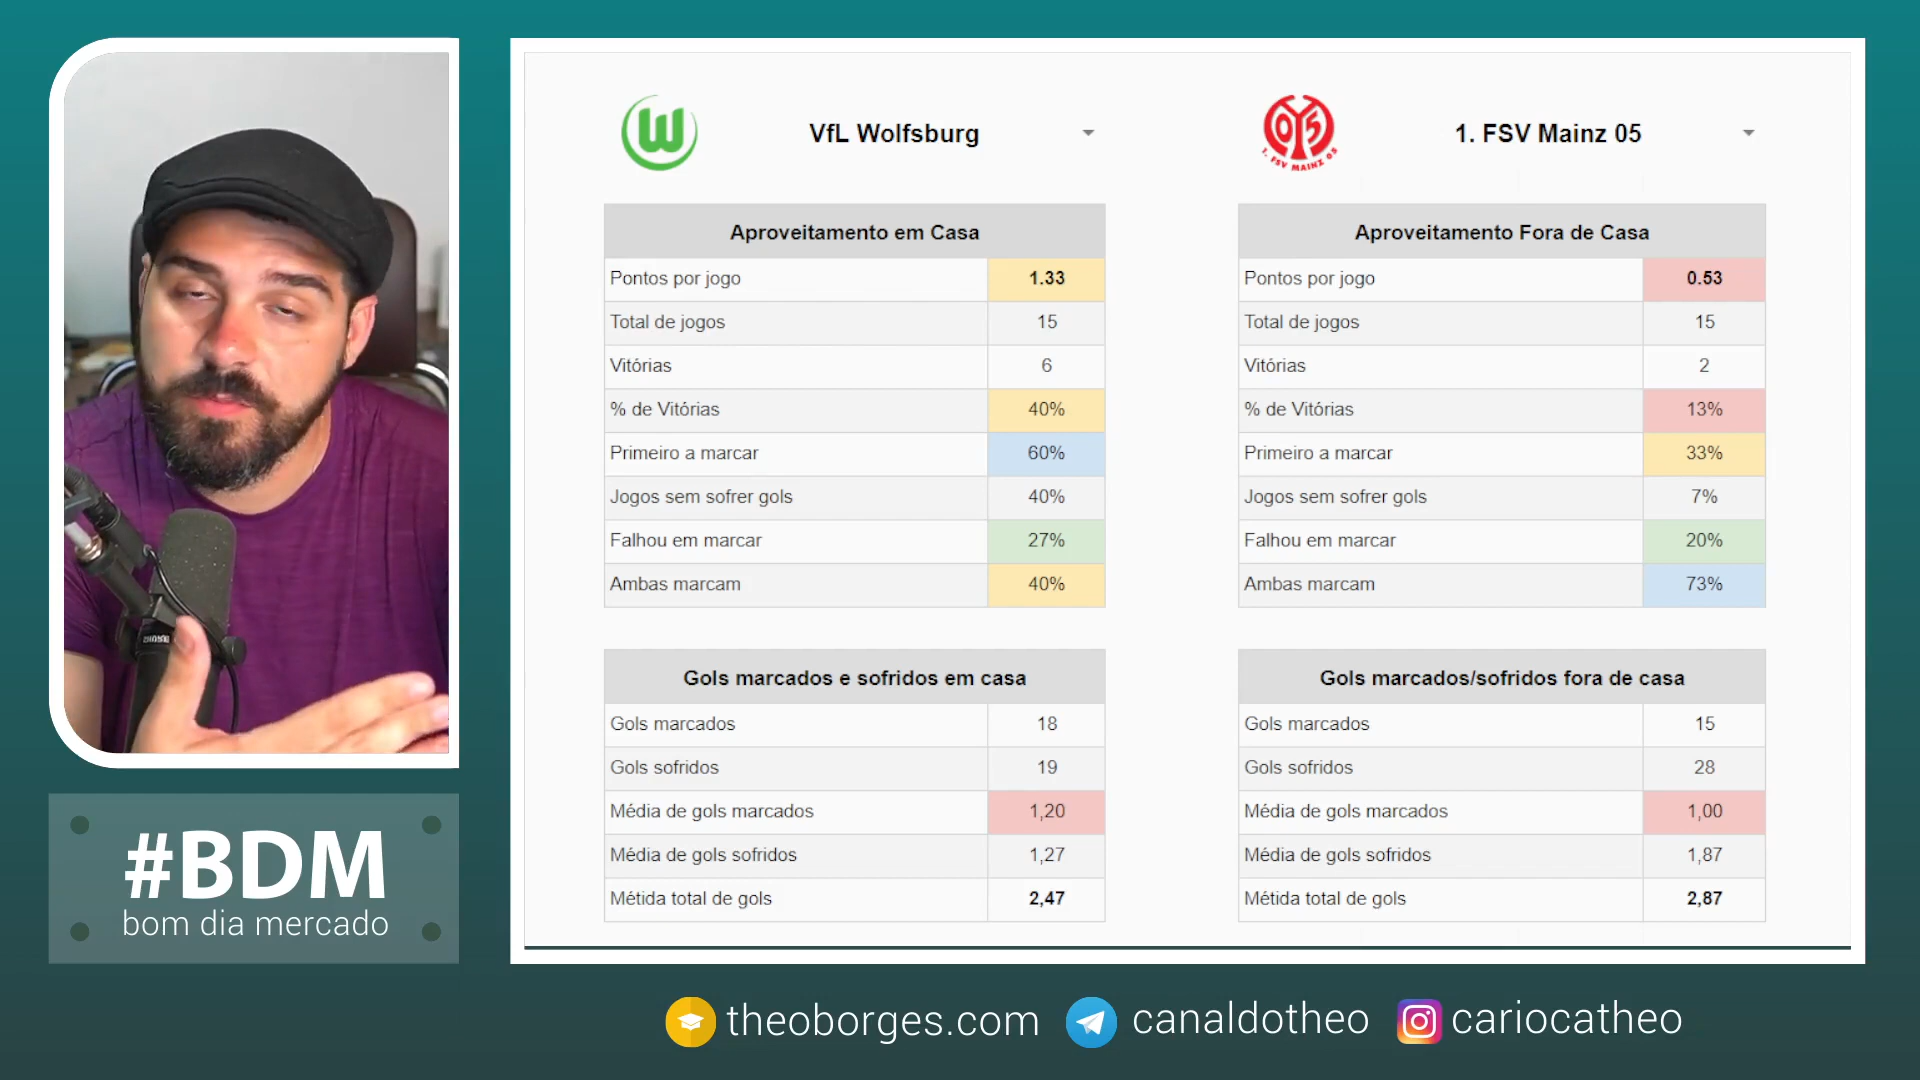 VfL Wolfsburg
1. FSV MAINZ 05
1. FSV Mainz 05
Aproveitamento em Casa
Pontos por jogo 1.33
Total de jogos 15
Vitórias 6
% de Vitórias 40%
Primeiro a marcar 60%
Jogos sem sofrer gols 40%
Falhou em marcar 27%
Ambas marcam 40%
Aproveitamento Fora de Casa
Pontos por jogo 0.53
Total de jogos 15
Vitórias 2
% de Vitórias 13%
Primeiro a marcar 33%
Jogos sem sofrer gols 7%
Falhou em marcar 20%
Ambas marcam 73%
Gols marcados e sofridos em casa
Gols marcados 18
Gols sofridos 19
Média de gols marcados 1,20
Média de gols sofridos 1,27
Métida total de gols 2,47
Gols marcados/sofridos fora de casa
Gols marcados 15
Gols sofridos 28
Média de gols marcados 1,00
Média de gols sofridos 1,87
Métida total de gols 2,87
#BDM
bom dia mercado
theoborges.com
canaldotheo
cariocatheo